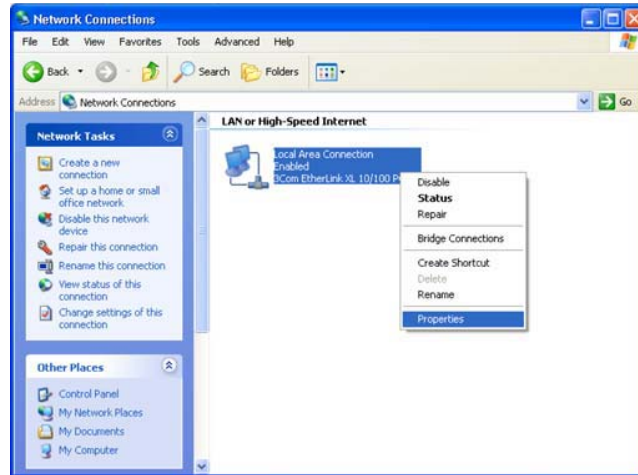 Network Connections
File Edit View Favorites Tools Advanced Help
Back Search Folders
Address Network Connections Go
Network Tasks
Create a new
connection
Set up a home or small
office network
Disable this network
device
Repair this connection
Rename this connection
View status of this
connection
Change settings of this
connection
Other Places
Control Panel
My Network Places
My Documents
My Computer
LAN or High-Speed Internet
Local Area Connection
Enabled
3Com EtherLink XL 10/100 P
Disable
Status
Repair
Bridge Connections
Create Shortcut
Delete
Rename
Properties